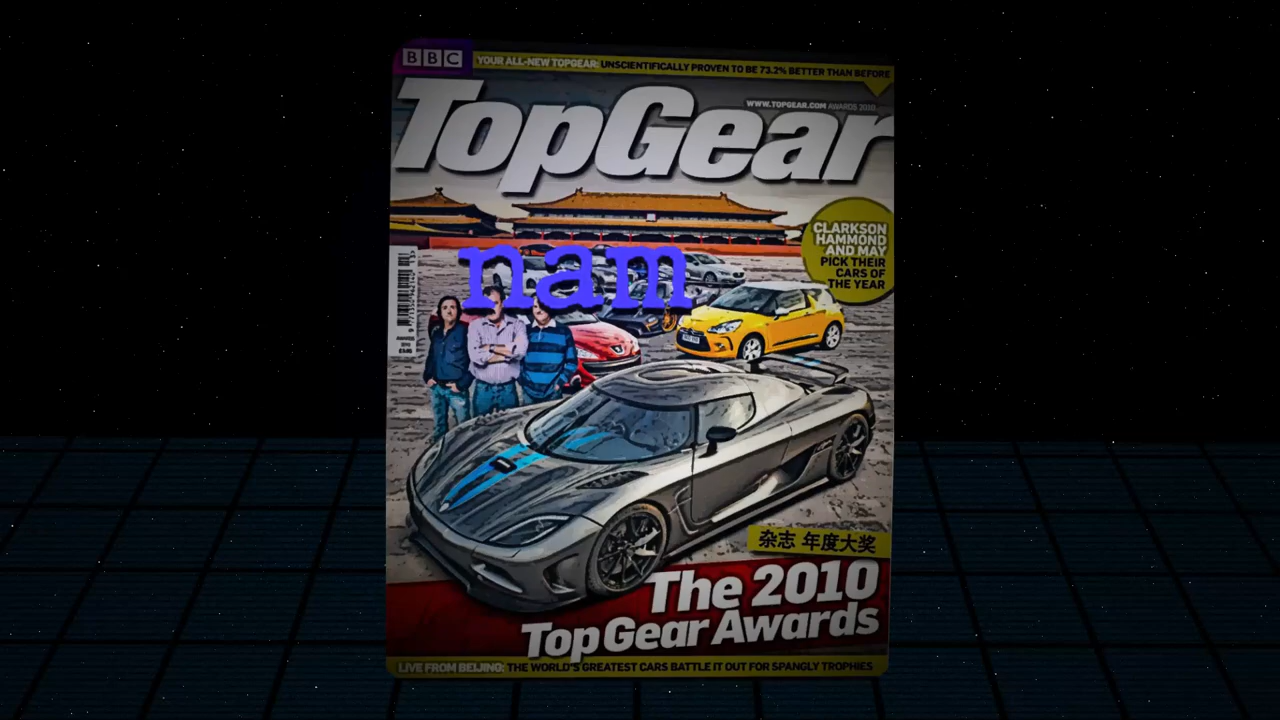 BBC
YOUR ALL-NEW TOPGEAR: UNSCIENTIFICALLY PROVEN TO BE 73.2% BETTER THAN BEFORE
WWW.TOPGEAR.COM AWARDS 2010
TopGear
CLARKSON
HAMMOND
AND MAY
PICK THEIR
CARS OF
THE YEAR
nam
杂志 年度大奖
The 2010
Top Gear Awards
LIVE FROM BEIJING: THE WORLD'S GREATEST CARS BATTLE IT OUT FOR SPANGLY TROPHIES